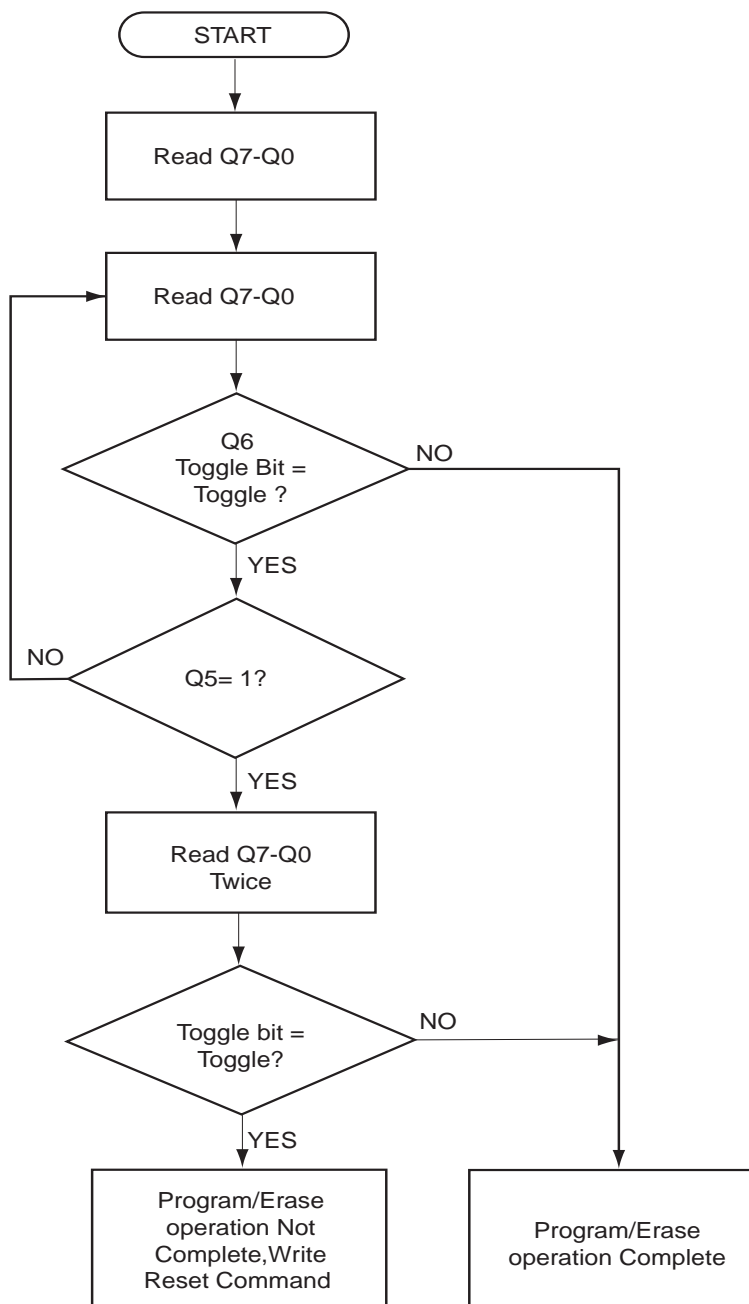 START
Read Q7-Q0
Read Q7-Q0
Q6
Toggle Bit =
Toggle ?
NO
YES
NO
Q5= 1?
YES
Read Q7-Q0
Twice
Toggle bit =
Toggle?
NO
YES
Program/Erase
operation Not
Complete,Write
Reset Command
Program/Erase
operation Complete